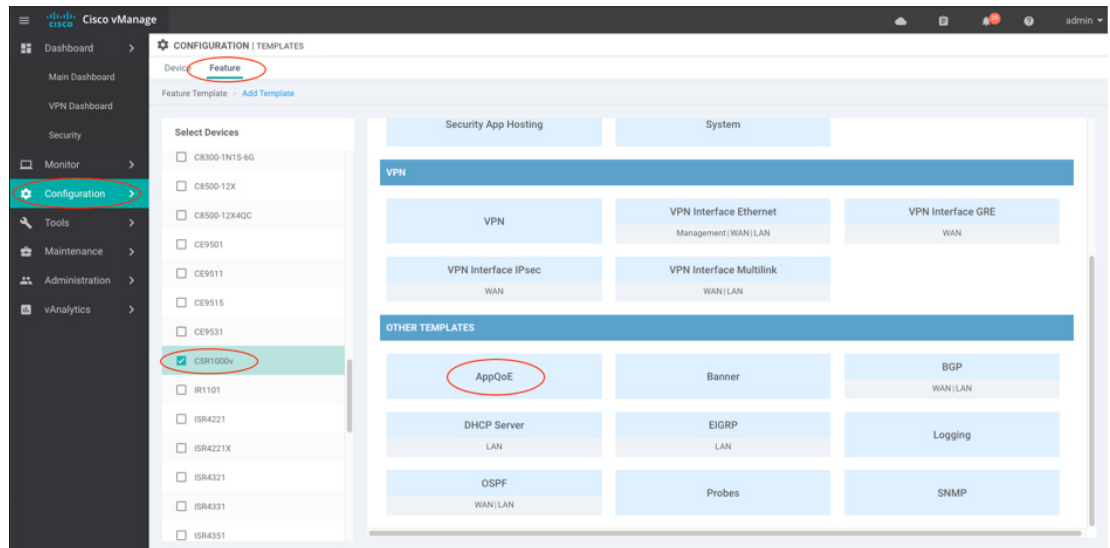 cisco Cisco vManage
admin
Dashboard
Main Dashboard
VPN Dashboard
Security
Monitor
Configuration
Tools
Maintenance
Administration
vAnalytics
CONFIGURATION | TEMPLATES
Device Feature
Feature Template > Add Template
Select Devices
C8300-1N1S-6G
C8500-12X
C8500-12X4QC
CE9501
CE9511
CE9515
CE9531
CSR1000v
IR1101
ISR4221
ISR4221X
ISR4321
ISR4331
ISR4351
Security App Hosting
System
VPN
VPN
VPN Interface Ethernet
Management | WAN | LAN
VPN Interface GRE
WAN
VPN Interface IPsec
WAN
VPN Interface Multilink
WAN | LAN
OTHER TEMPLATES
AppQoE
Banner
BGP
WAN | LAN
DHCP Server
LAN
EIGRP
LAN
Logging
OSPF
WAN | LAN
Probes
SNMP